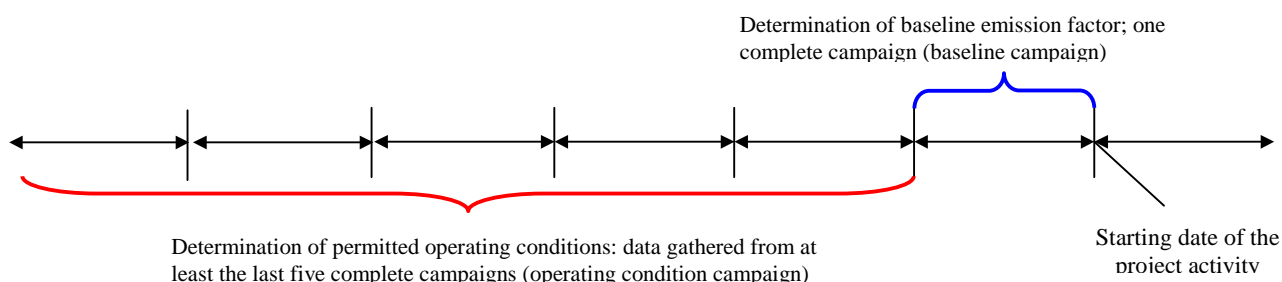 Determination of baseline emission factor; one
complete campaign (baseline campaign)
Determination of permitted operating conditions: data gathered from at
least the last five complete campaigns (operating condition campaign)
Starting date of the
project activity